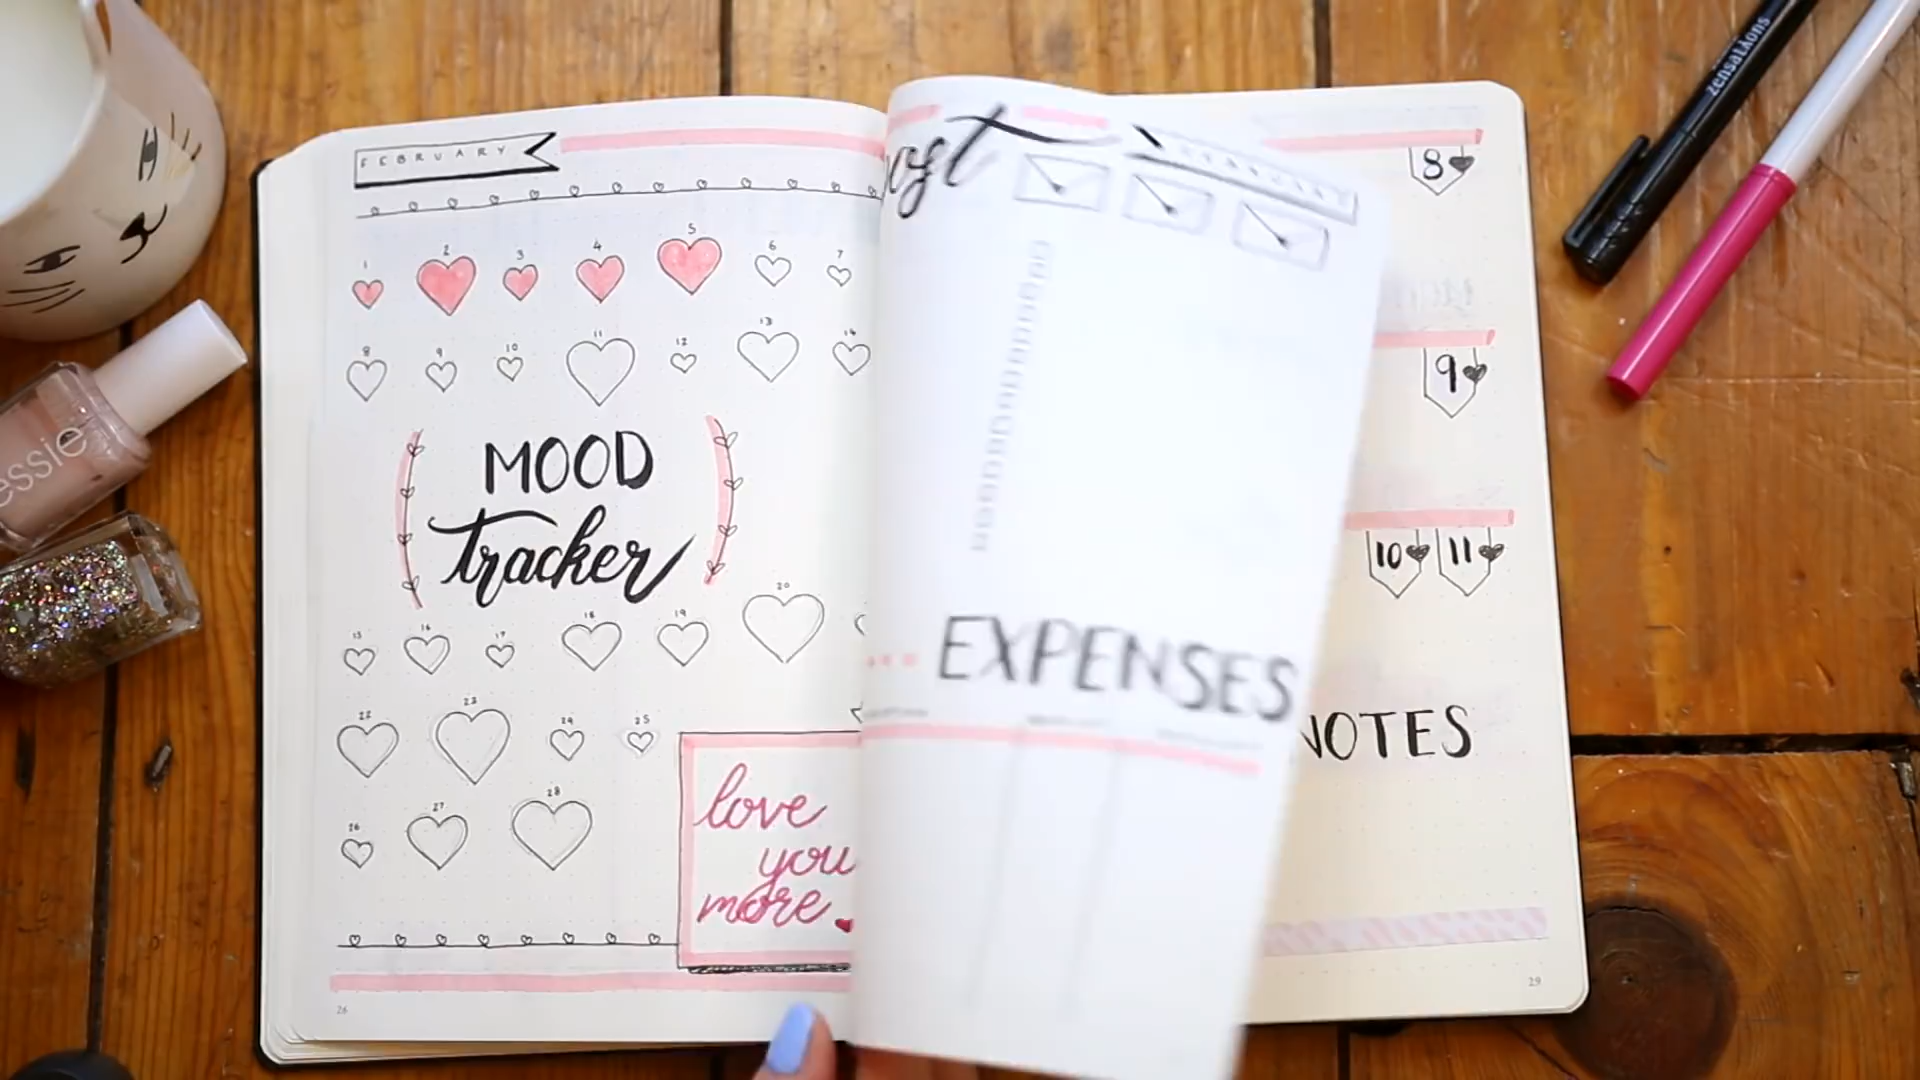 FEBRUARY
1 2 3 4 5 6 7
8 9 10 11 12 13 14
MOOD
tracker
15 16 17 18 19 20
22 23 24 25
26 27 28
love
you
more
26
EXPENSES
8
9
10 11
NOTES
29
essie
zensations